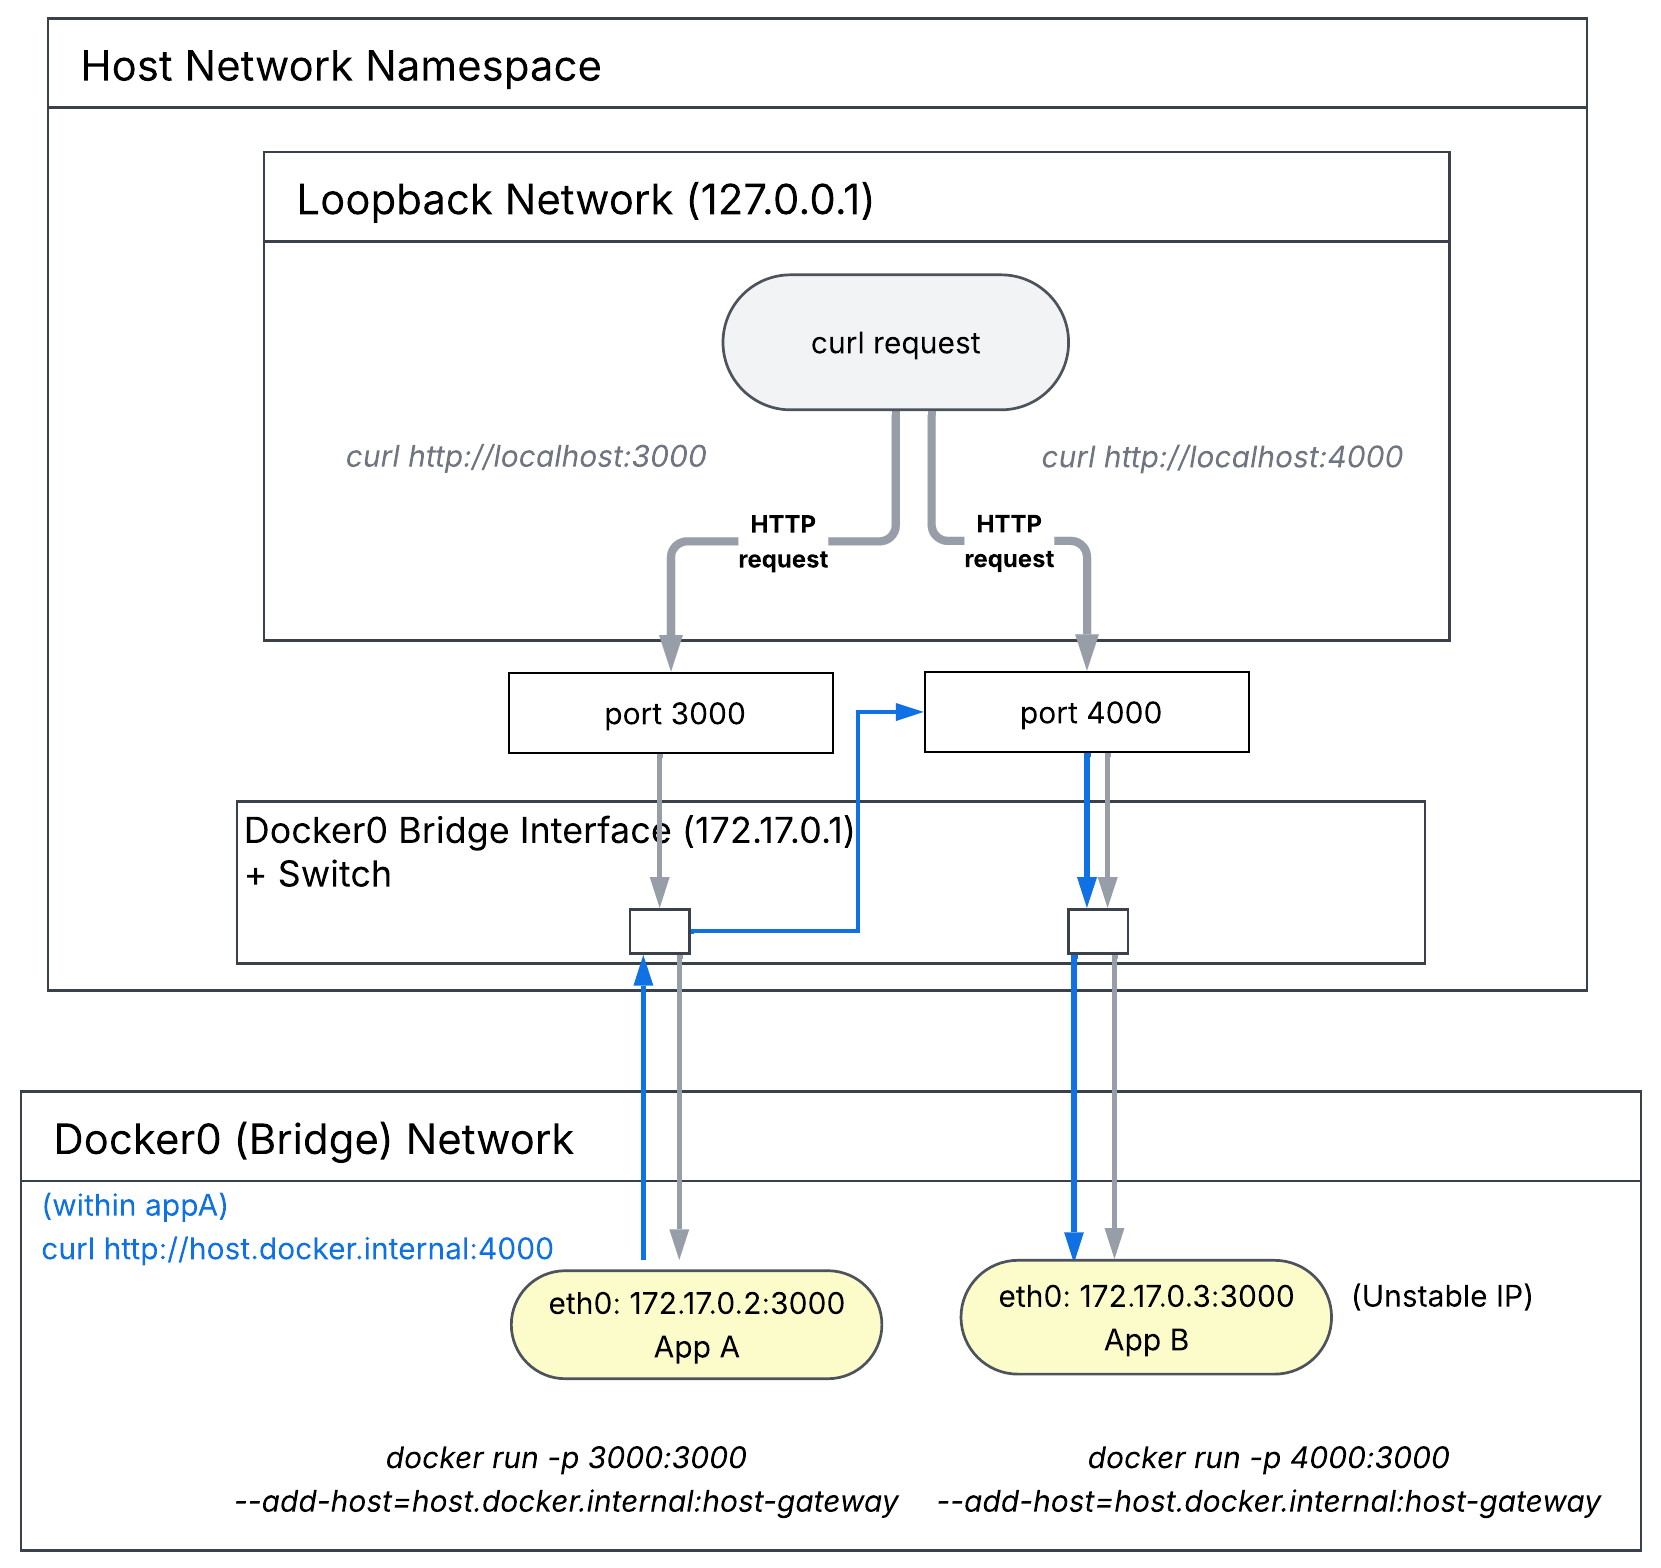 Host Network Namespace
Loopback Network (127.0.0.1)
curl request
curl http://localhost:3000
curl http://localhost:4000
HTTP
request
HTTP
request
port 3000
port 4000
Docker0 Bridge Interface (172.17.0.1)
+ Switch
Docker0 (Bridge) Network
(within appA)
curl http://host.docker.internal:4000
eth0: 172.17.0.2:3000
App A
eth0: 172.17.0.3:3000
App B
(Unstable IP)
docker run -p 3000:3000
--add-host=host.docker.internal:host-gateway
docker run -p 4000:3000
--add-host=host.docker.internal:host-gateway